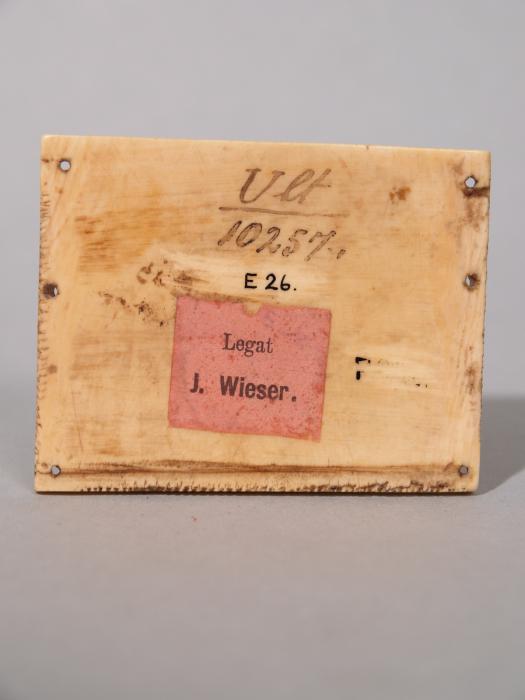 Ult
10257.
E 26.
Legat
J. Wieser.